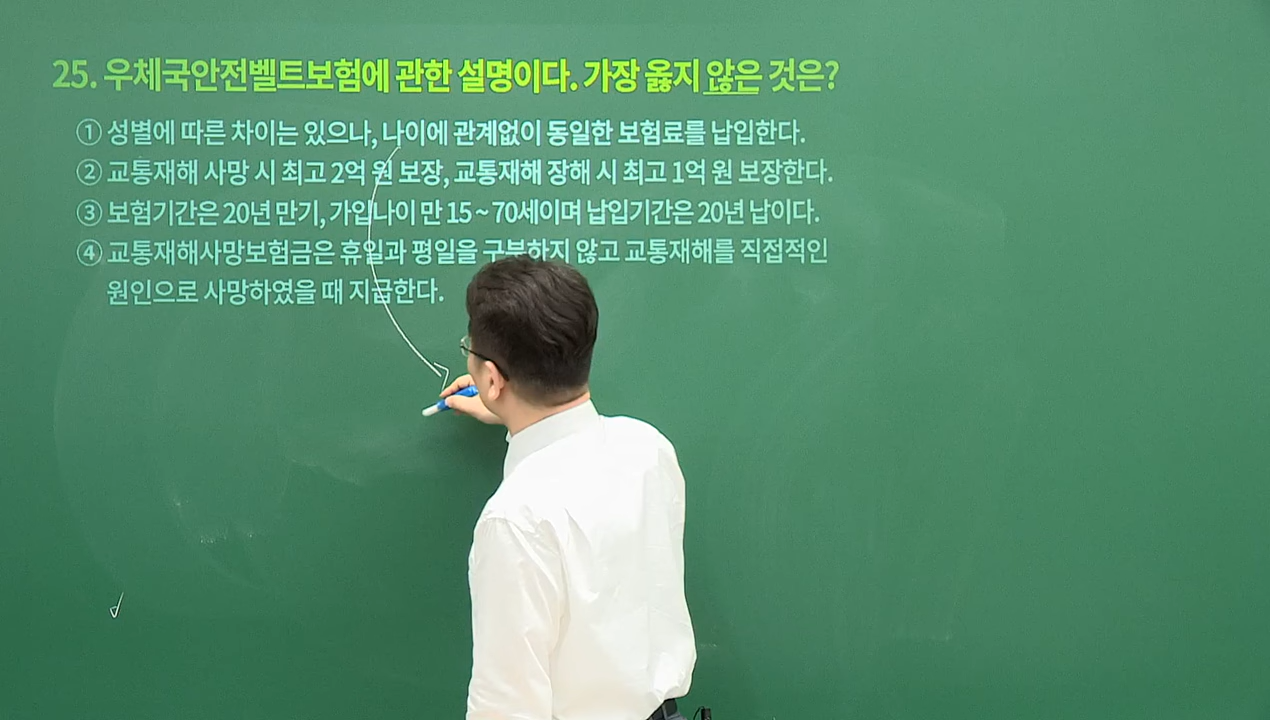 25. 우체국안전벨트보험에 관한 설명이다. 가장 옳지 않은 것은?
① 성별에 따른 차이는 있으나, 나이에 관계없이 동일한 보험료를 납입한다.
② 교통재해 사망 시 최고 2억 원 보장, 교통재해 장해 시 최고 1억 원 보장한다.
③ 보험기간은 20년 만기, 가입나이 만 15 ~ 70세이며 납입기간은 20년 납이다.
④ 교통재해사망보험금은 휴일과 평일을 구분하지 않고 교통재해를 직접적인
원인으로 사망하였을 때 지급한다.